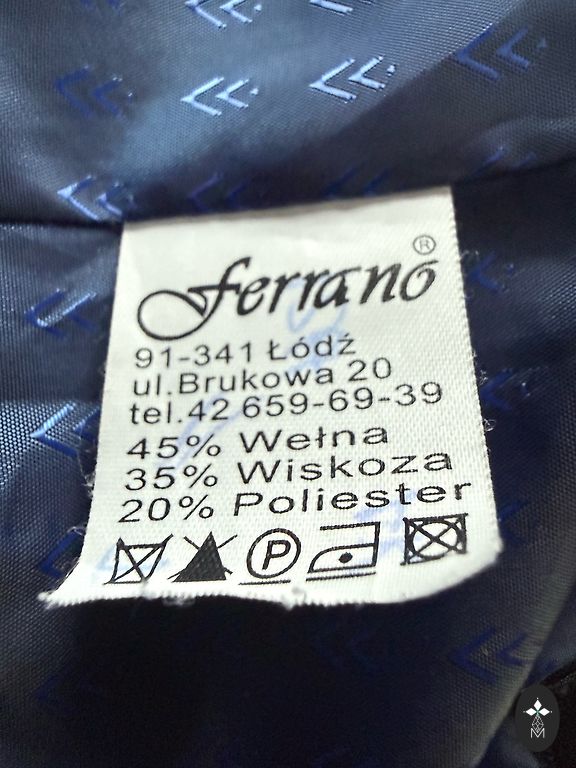 ferrano®
91-341 Łódź
ul.Brukowa 20
tel.42 659-69-39
45% Wełna
35% Wiskoza
20% Poliester
P
M